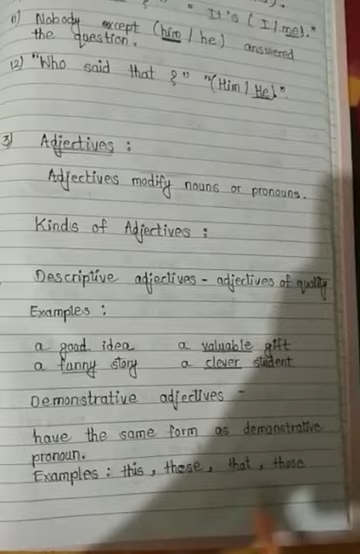 "It's (I / me)."
11) Nobody except (him / he) answered
the question.
12) "Who said that ?" "(Him / He)."
3) Adjectives :
Adjectives modify nouns or pronouns.
Kinds of Adjectives :
Descriptive adjectives - adjectives of quality
Examples :
a good idea a valuable gift
a funny story a clever student
Demonstrative adjectives -
have the same form as demonstrative
pronoun.
Examples : this, these, that, those